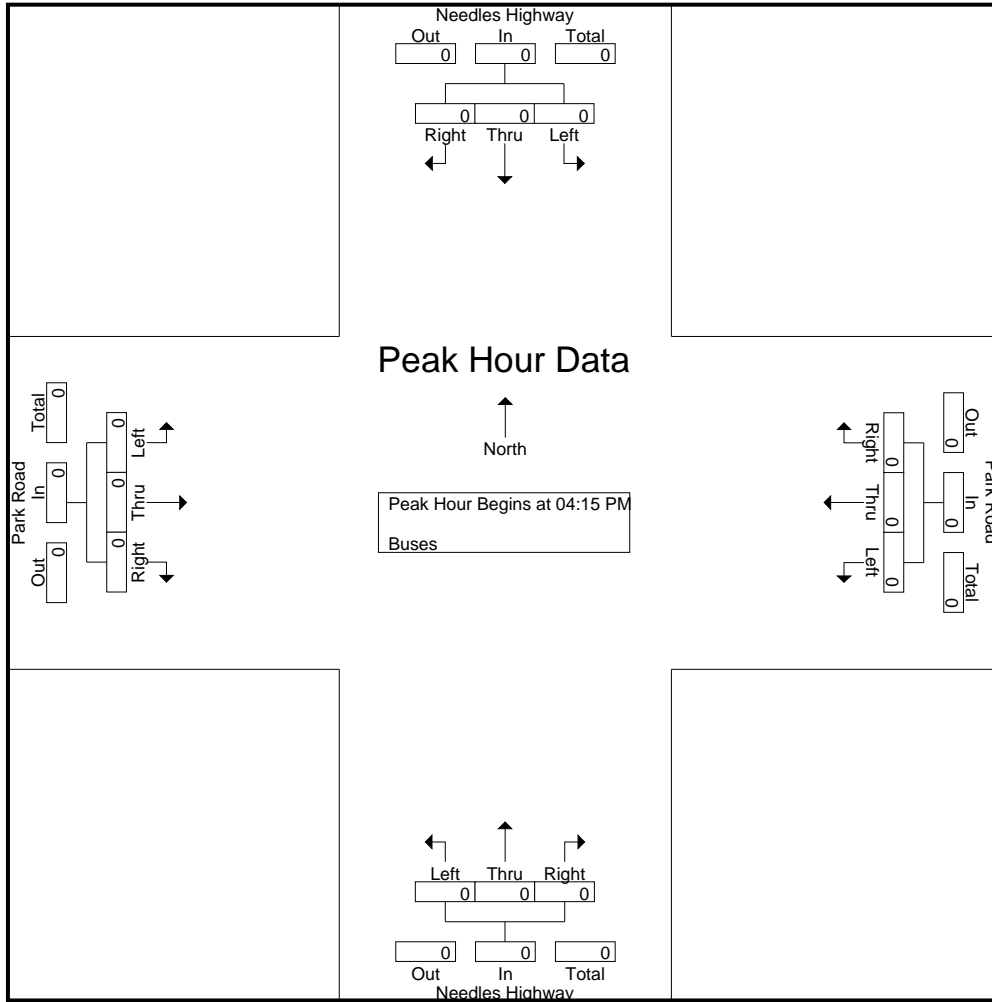 Needles Highway
Out In Total
0 0 0
0 0 0
Right Thru Left
Peak Hour Data
North
Peak Hour Begins at 04:15 PM
Buses
Park Road
Total In Out
0 0 0
0 0 0
Left Thru Right
Park Road
Out In Total
0 0 0
0 0 0
Right Thru Left
Left Thru Right
0 0 0
0 0 0
Out In Total
Needles Highway